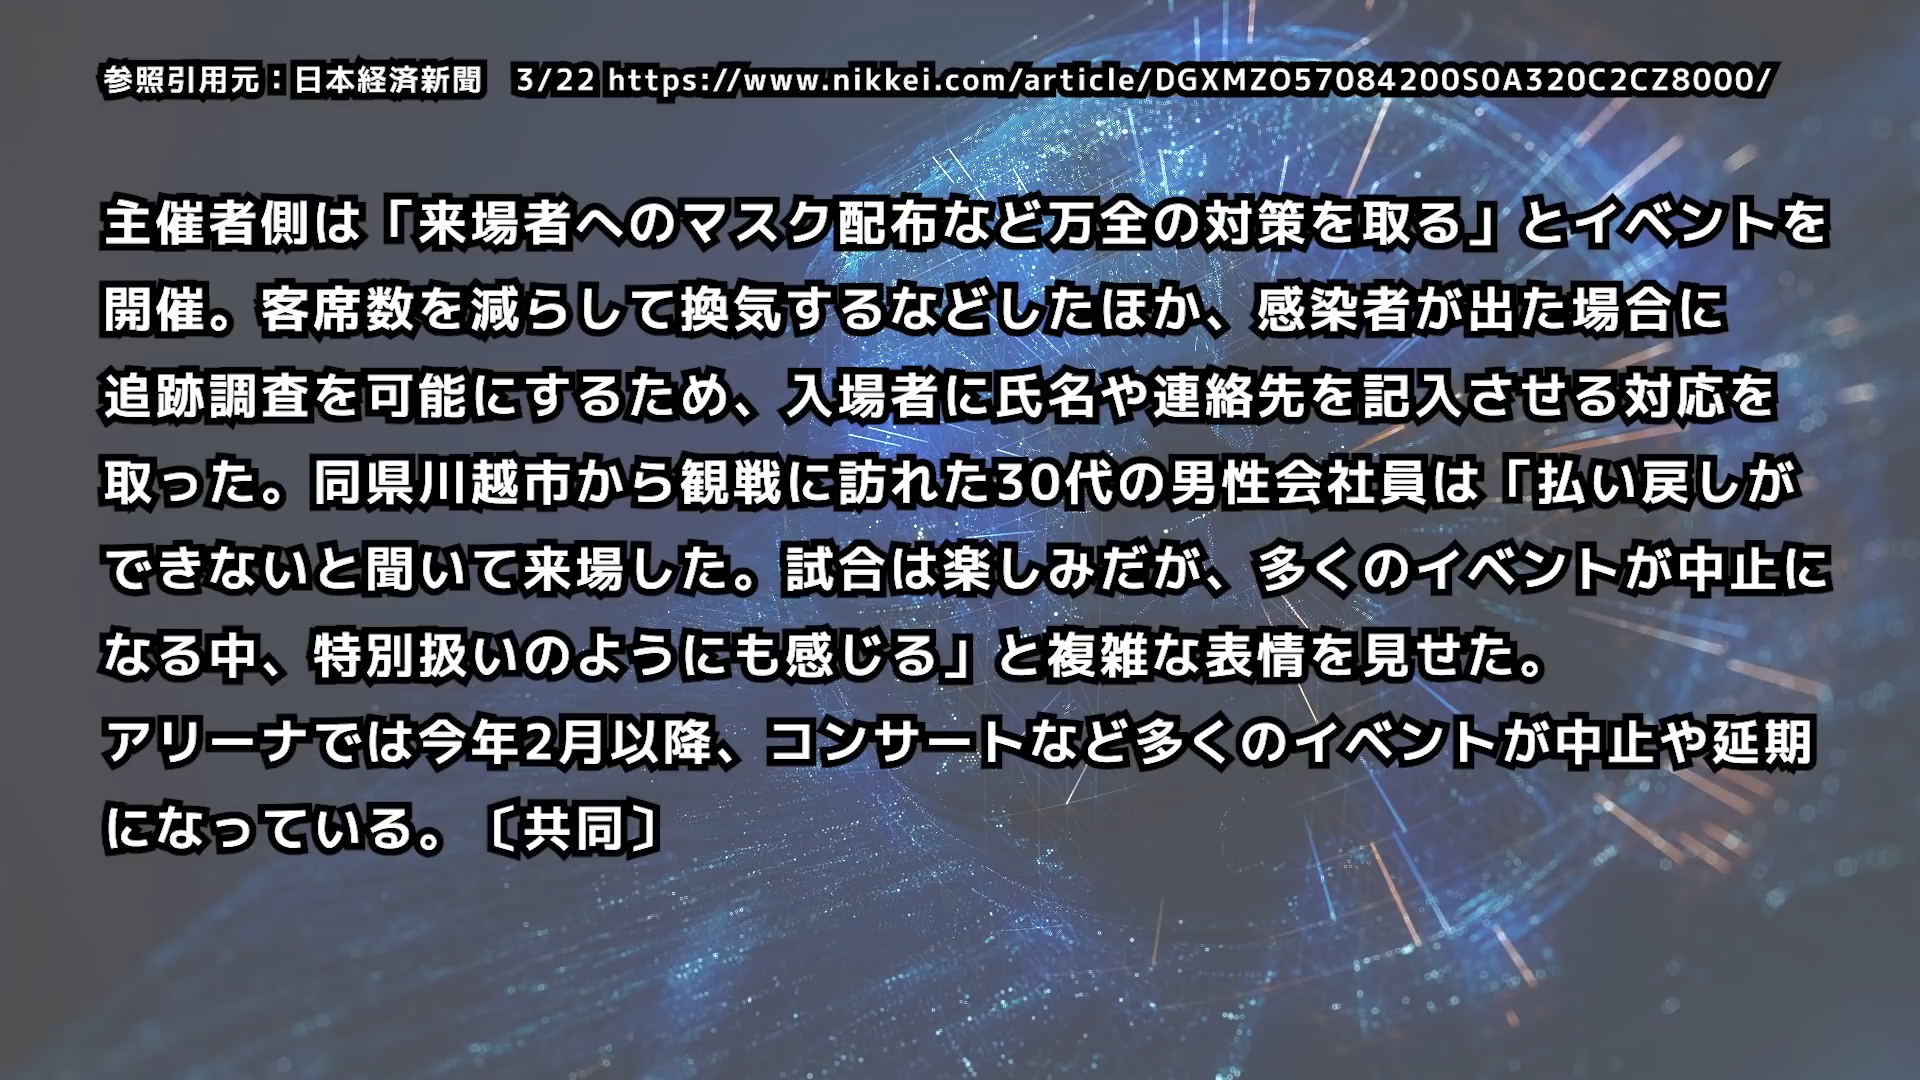 参照引用元：日本経済新聞　3/22 https://www.nikkei.com/article/DGXMZO57084200S0A320C2CZ8000/
主催者側は「来場者へのマスク配布など万全の対策を取る」とイベントを
開催。客席数を減らして換気するなどしたほか、感染者が出た場合に
追跡調査を可能にするため、入場者に氏名や連絡先を記入させる対応を
取った。同県川越市から観戦に訪れた30代の男性会社員は「払い戻しが
できないと聞いて来場した。試合は楽しみだが、多くのイベントが中止に
なる中、特別扱いのようにも感じる」と複雑な表情を見せた。
アリーナでは今年2月以降、コンサートなど多くのイベントが中止や延期
になっている。〔共同〕